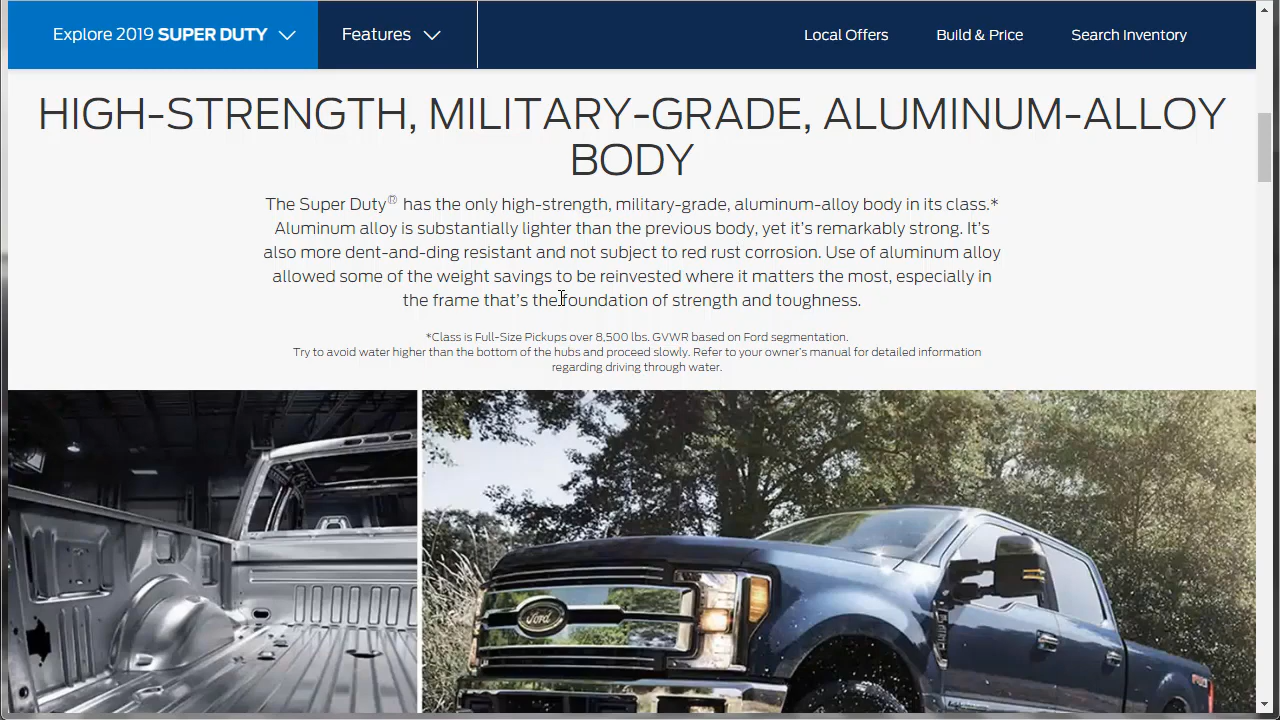 Explore 2019 SUPER DUTY
Features
Local Offers
Build & Price
Search Inventory
HIGH-STRENGTH, MILITARY-GRADE, ALUMINUM-ALLOY
BODY
The Super Duty® has the only high-strength, military-grade, aluminum-alloy body in its class.*
Aluminum alloy is substantially lighter than the previous body, yet it's remarkably strong. It's
also more dent-and-ding resistant and not subject to red rust corrosion. Use of aluminum alloy
allowed some of the weight savings to be reinvested where it matters the most, especially in
the frame that's the foundation of strength and toughness.
*Class is Full-Size Pickups over 8,500 lbs. GVWR based on Ford segmentation.
Try to avoid water higher than the bottom of the hubs and proceed slowly. Refer to your owner's manual for detailed information
regarding driving through water.
Ford